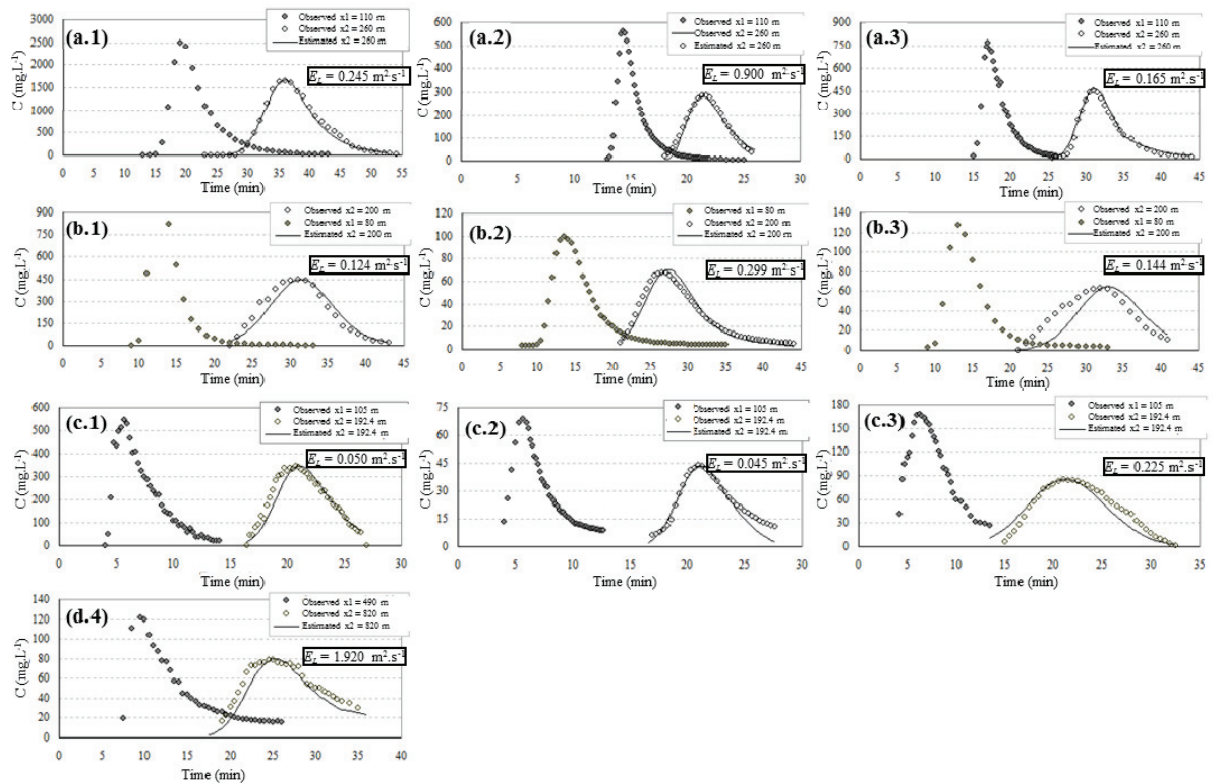 (a.1)
C (mg.L⁻¹)
3000
2500
2000
1500
1000
500
0
Observed x1 = 110 m
Observed x2 = 260 m
Estimated x2 = 260 m
E_L = 0.245 m².s⁻¹
0 5 10 15 20 25 30 35 40 45 50 55
Time (min)
(a.2)
C (mg.L⁻¹)
600
500
400
300
200
100
0
Observed x1 = 110 m
Observed x2 = 260 m
Estimated x2 = 260 m
E_L = 0.900 m².s⁻¹
0 5 10 15 20 25 30
Time (min)
(a.3)
C (mg.L⁻¹)
900
750
600
450
300
150
0
Observed x1 = 110 m
Observed x2 = 260 m
Estimated x2 = 260 m
E_L = 0.165 m².s⁻¹
0 5 10 15 20 25 30 35 40 45
Time (min)
(b.1)
C (mg.L⁻¹)
900
750
600
450
300
150
0
Observed x2 = 200 m
Observed x1 = 80 m
Estimated x2 = 200 m
E_L = 0.124 m².s⁻¹
0 5 10 15 20 25 30 35 40 45
Time (min)
(b.2)
C (mg.L⁻¹)
120
100
80
60
40
20
0
Observed x1 = 80 m
Observed x2 = 200 m
Estimated x2 = 200 m
E_L = 0.299 m².s⁻¹
0 5 10 15 20 25 30 35 40 45
Time (min)
(b.3)
C (mg.L⁻¹)
140
120
100
80
60
40
20
0
Observed x2 = 200 m
Observed x1 = 80 m
Estimated x2 = 200 m
E_L = 0.144 m².s⁻¹
0 5 10 15 20 25 30 35 40 45
Time (min)
(c.1)
C (mg.L⁻¹)
600
500
400
300
200
100
0
Observed x1 = 105 m
Observed x2 = 192.4 m
Estimated x2 = 192.4 m
E_L = 0.050 m².s⁻¹
0 5 10 15 20 25 30
Time (min)
(c.2)
C (mg.L⁻¹)
75
60
45
30
15
0
Observed x1 = 105 m
Observed x2 = 192.4 m
Estimated x2 = 192.4 m
E_L = 0.045 m².s⁻¹
0 5 10 15 20 25 30
Time (min)
(c.3)
C (mg.L⁻¹)
180
150
120
90
60
30
0
Observed x1 = 105 m
Observed x2 = 192.4 m
Estimated x2 = 192.4 m
E_L = 0.225 m².s⁻¹
0 5 10 15 20 25 30 35
Time (min)
(d.4)
C (mg.L⁻¹)
140
120
100
80
60
40
20
0
Observed x1 = 490 m
Observed x2 = 820 m
Estimated x2 = 820 m
E_L = 1.920 m².s⁻¹
0 5 10 15 20 25 30 35 40
Time (min)